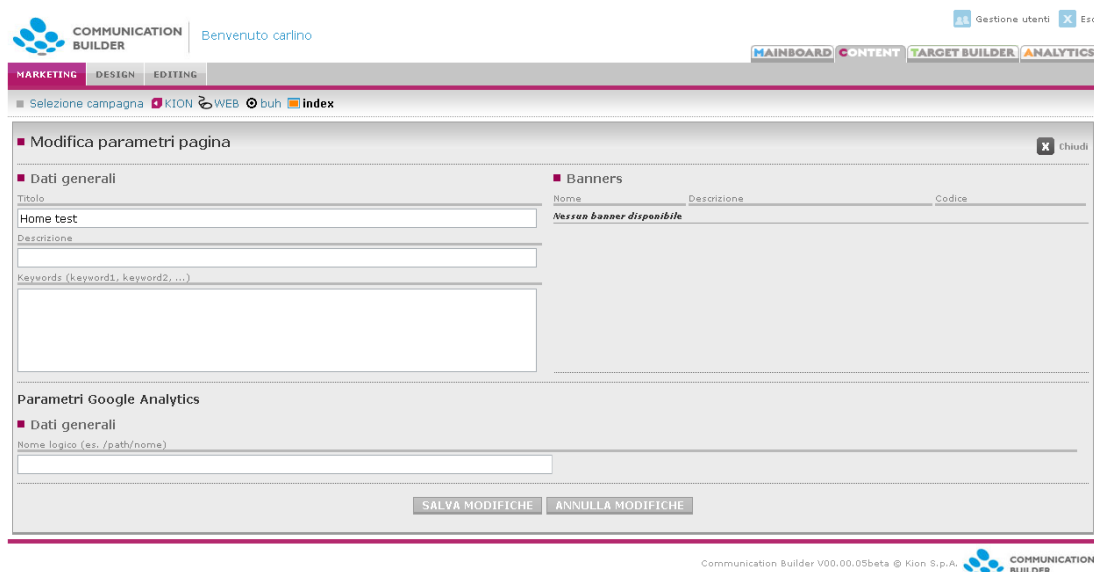 COMMUNICATION
BUILDER
Benvenuto carlino
Gestione utenti X Esc
MAINBOARD CONTENT TARGET BUILDER ANALYTICS
MARKETING DESIGN EDITING
Selezione campagna KION WEB buh index
Modifica parametri pagina
X Chiudi
Dati generali
Titolo
Home test
Descrizione
Keywords (keyword1, keyword2, ...)
Banners
Nome Descrizione Codice
Nessun banner disponibile
Parametri Google Analytics
Dati generali
Nome logico (es. /path/nome)
SALVA MODIFICHE ANNULLA MODIFICHE
Communication Builder V00.00.05beta @ Kion S.p.A.
COMMUNICATION
BUILDER